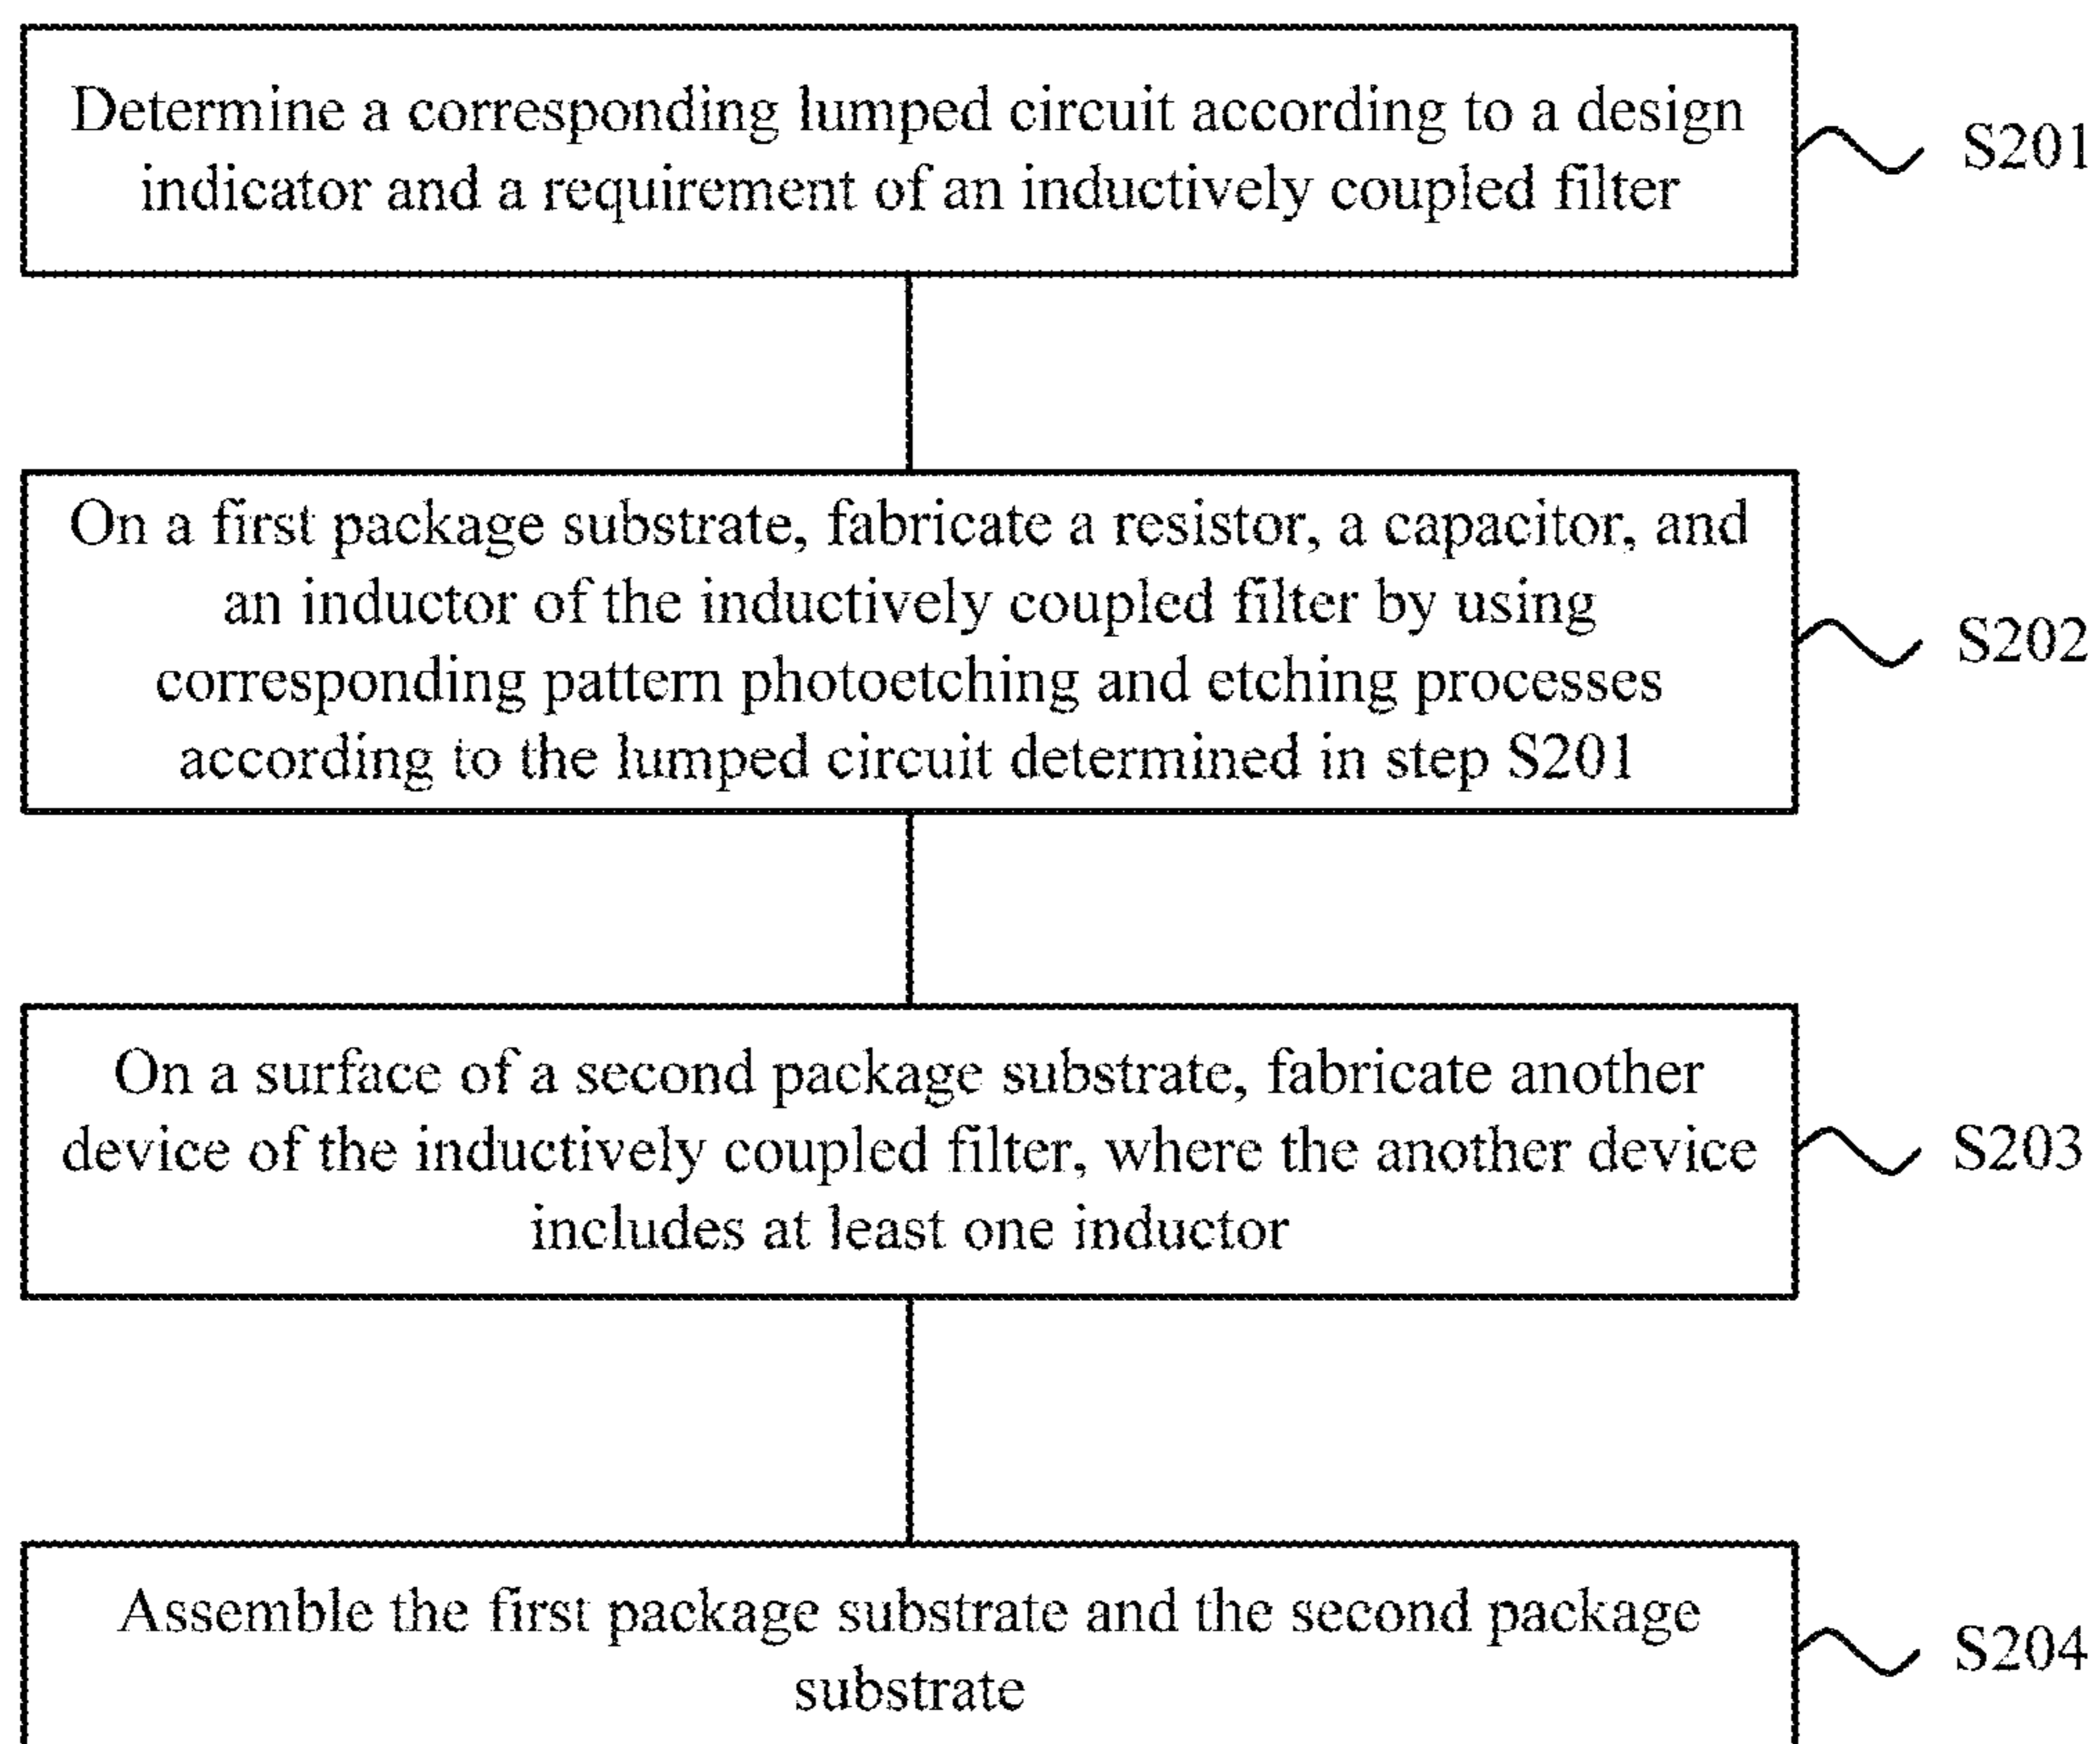 Determine a corresponding lumped circuit according to a design
indicator and a requirement of an inductively coupled filter
S201
On a first package substrate, fabricate a resistor, a capacitor, and
an inductor of the inductively coupled filter by using
corresponding pattern photoetching and etching processes
according to the lumped circuit determined in step S201
S202
On a surface of a second package substrate, fabricate another
device of the inductively coupled filter, where the another device
includes at least one inductor
S203
Assemble the first package substrate and the second package
substrate
S204